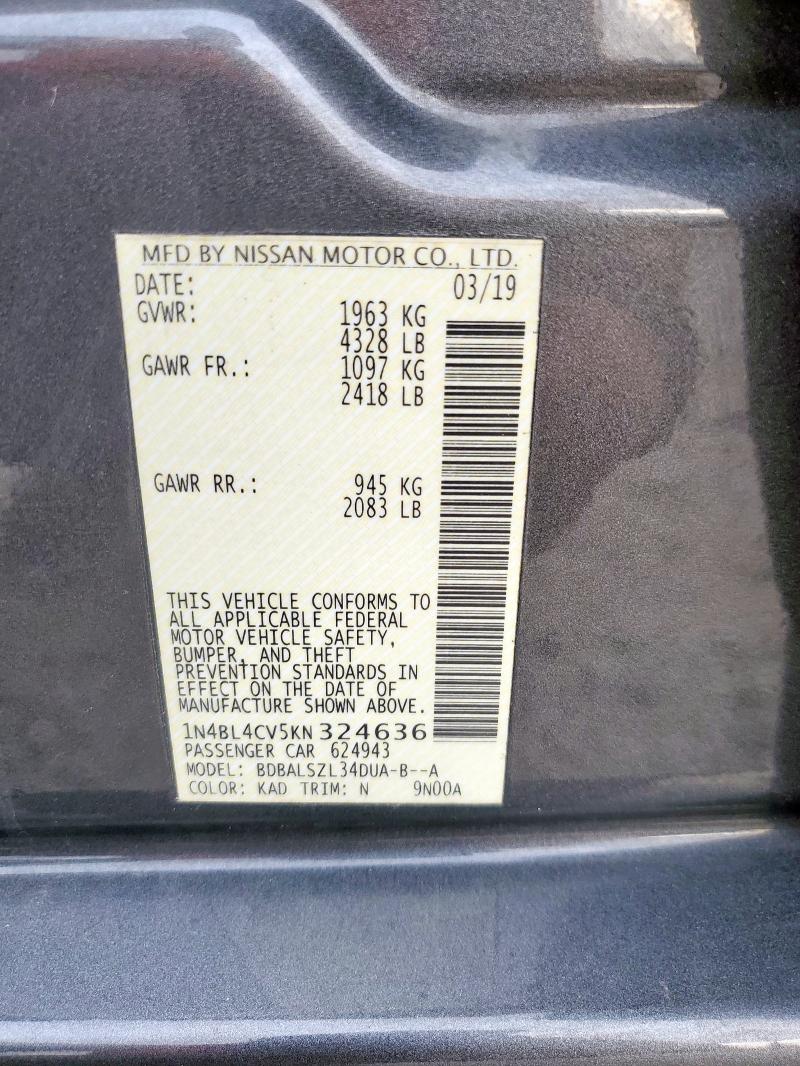 MFD BY NISSAN MOTOR CO., LTD.
DATE: 03/19
GVWR: 1963 KG
4328 LB
GAWR FR.: 1097 KG
2418 LB
GAWR RR.: 945 KG
2083 LB
THIS VEHICLE CONFORMS TO
ALL APPLICABLE FEDERAL
MOTOR VEHICLE SAFETY,
BUMPER, AND THEFT
PREVENTION STANDARDS IN
EFFECT ON THE DATE OF
MANUFACTURE SHOWN ABOVE.
1N4BL4CV5KN324636
PASSENGER CAR 624943
MODEL: BDBALSZL34DUA-B--A
COLOR: KAD TRIM: N 9N00A